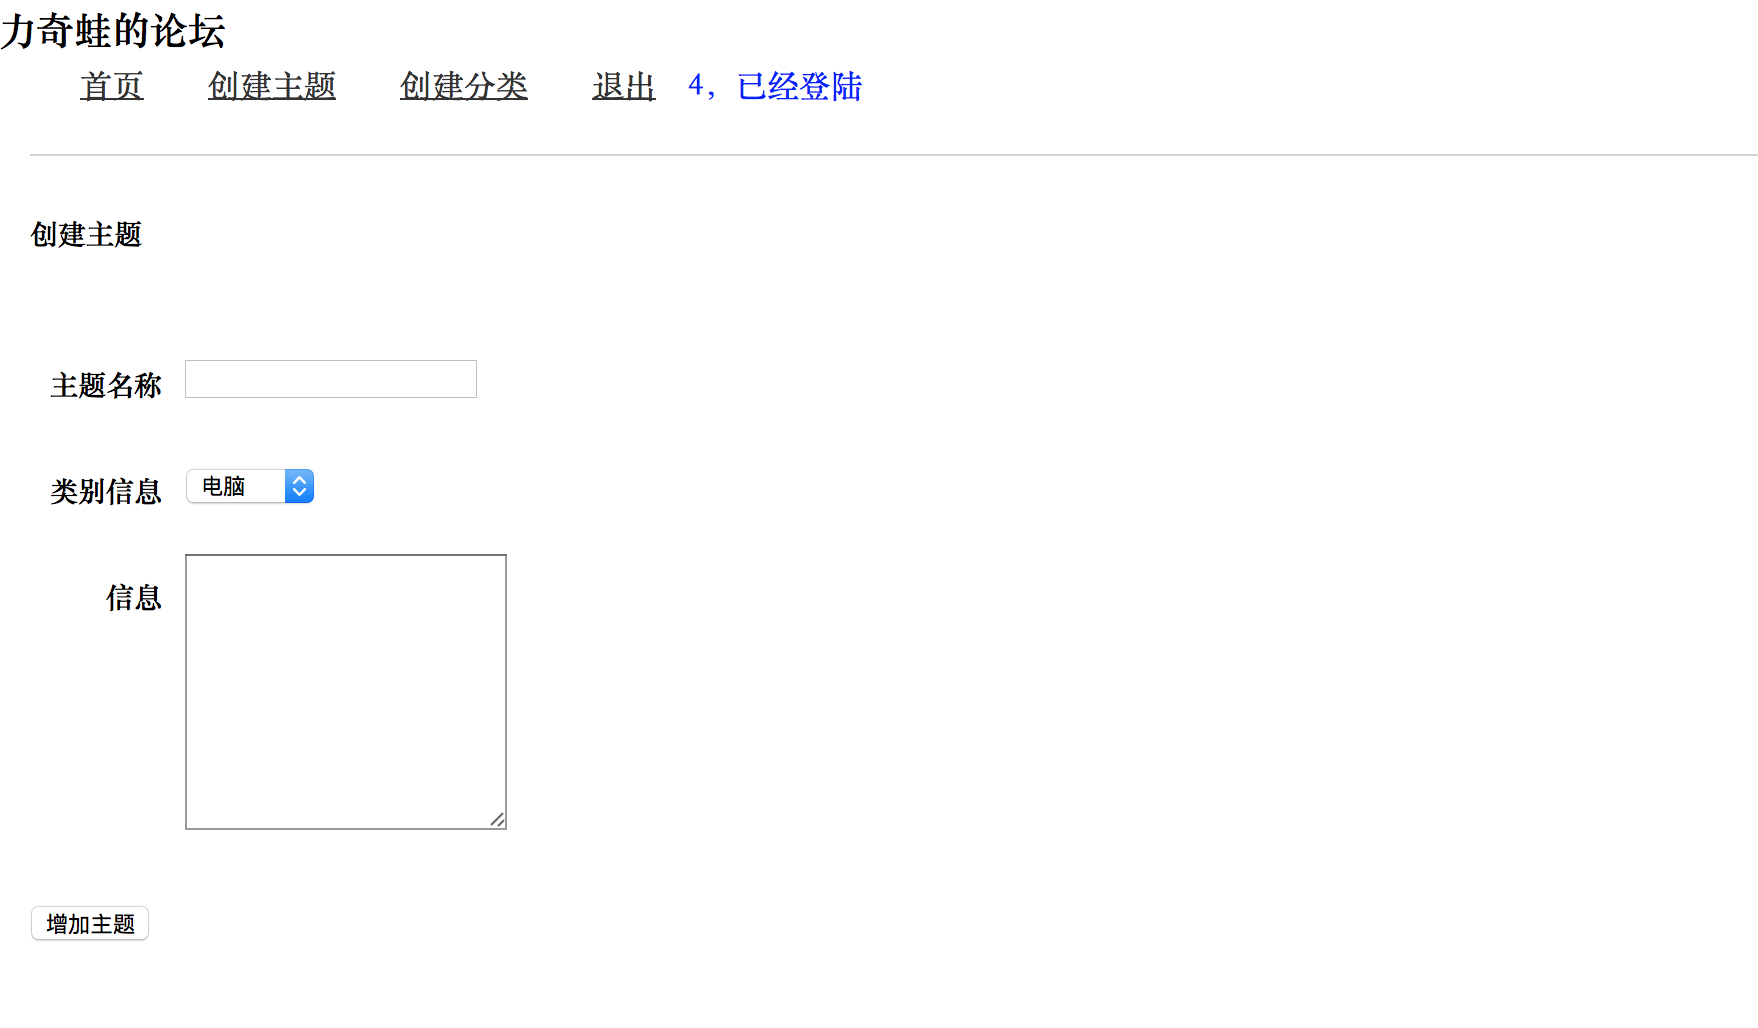 力奇蛙的论坛
首页 创建主题 创建分类 退出 4，已经登陆
创建主题
主题名称
类别信息 电脑
信息
增加主题